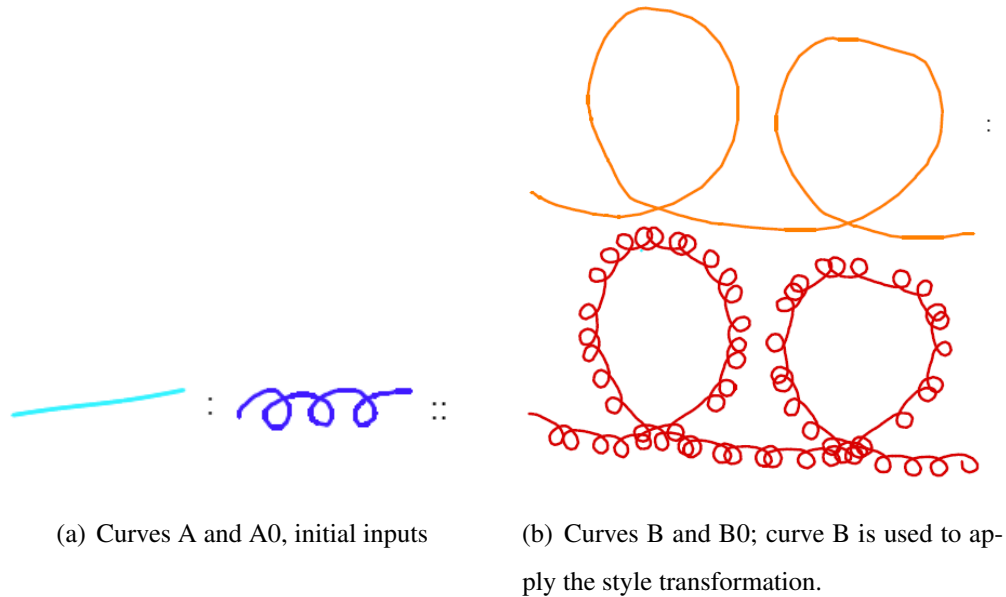 :
:
::
(a) Curves A and A0, initial inputs
(b) Curves B and B0; curve B is used to ap-
ply the style transformation.